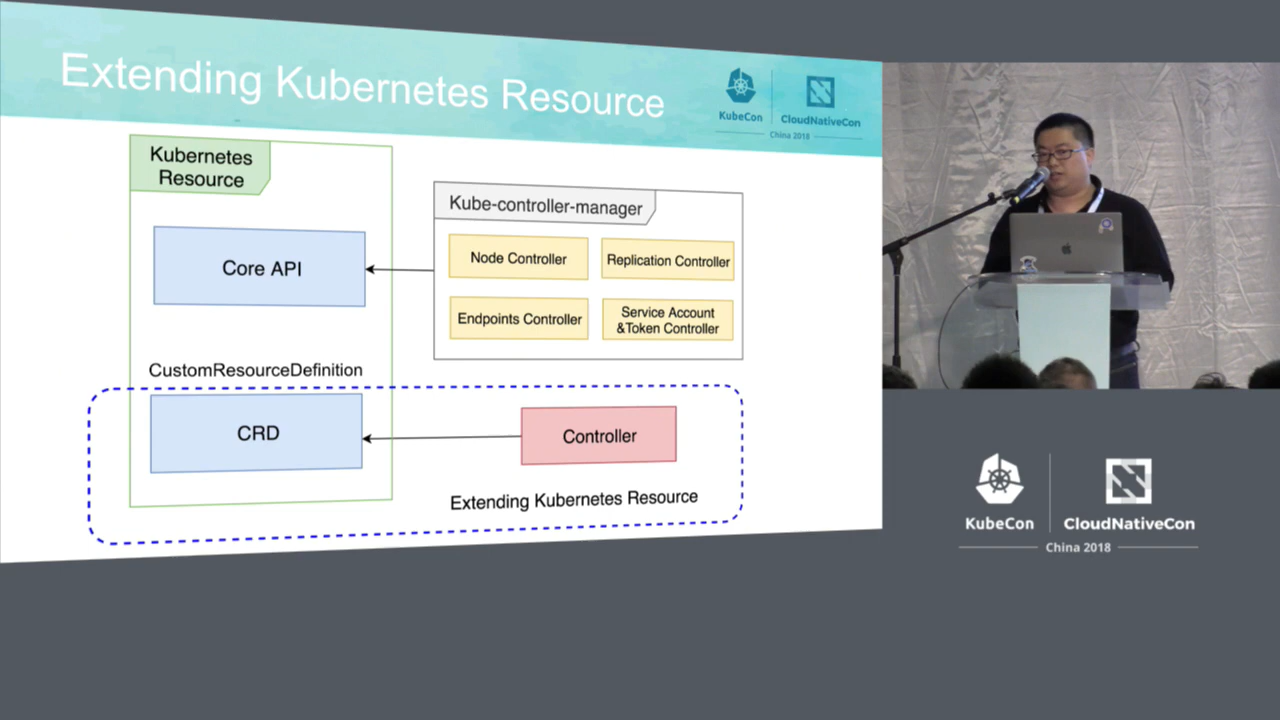 Extending Kubernetes Resource
KubeCon
CloudNativeCon
China 2018
Kubernetes
Resource
Kube-controller-manager
Core API
Node Controller
Replication Controller
Endpoints Controller
Service Account
&Token Controller
CustomResourceDefinition
CRD
Controller
Extending Kubernetes Resource
KubeCon
CloudNativeCon
China 2018